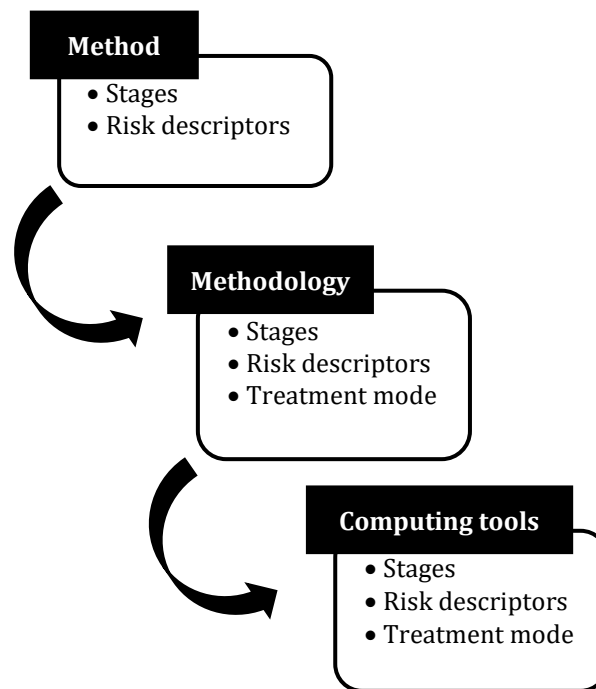 Method
• Stages
• Risk descriptors
Methodology
• Stages
• Risk descriptors
• Treatment mode
Computing tools
• Stages
• Risk descriptors
• Treatment mode